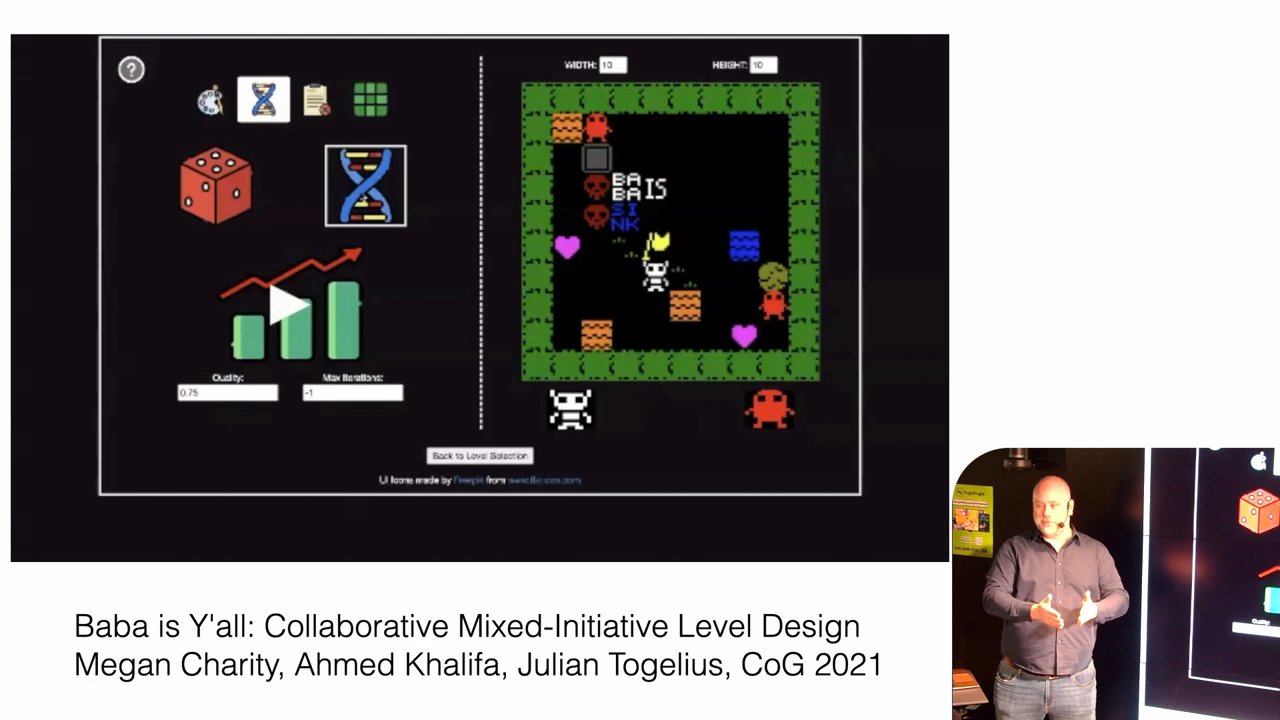 ?
WIDTH: 10 HEIGHT: 10
BA
BA IS
SI
NK
Quality: Max Iterations:
0.75 -1
Back to Level Selection
UI Icons made by Freepik from www.flaticon.com
Baba is Y'all: Collaborative Mixed-Initiative Level Design
Megan Charity, Ahmed Khalifa, Julian Togelius, CoG 2021